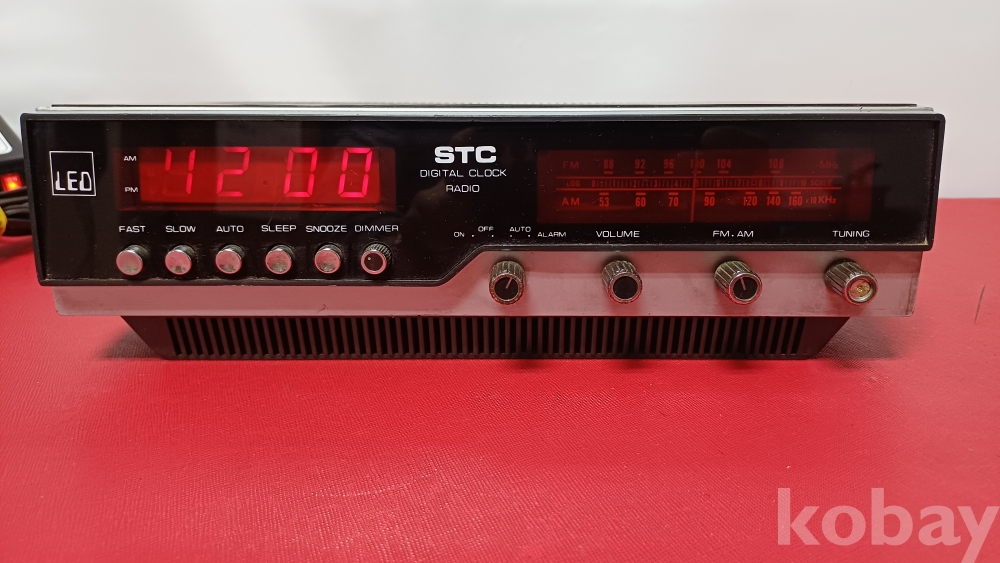 LED
AM
PM
12 00
STC
DIGITAL CLOCK
RADIO
FM 88 92 96 100 104 108 MHz
LOG
AM 53 60 70 90 120 140 160 ×10 KHz
FAST SLOW AUTO SLEEP SNOOZE DIMMER
ON OFF AUTO ALARM VOLUME FM.AM TUNING
kobay